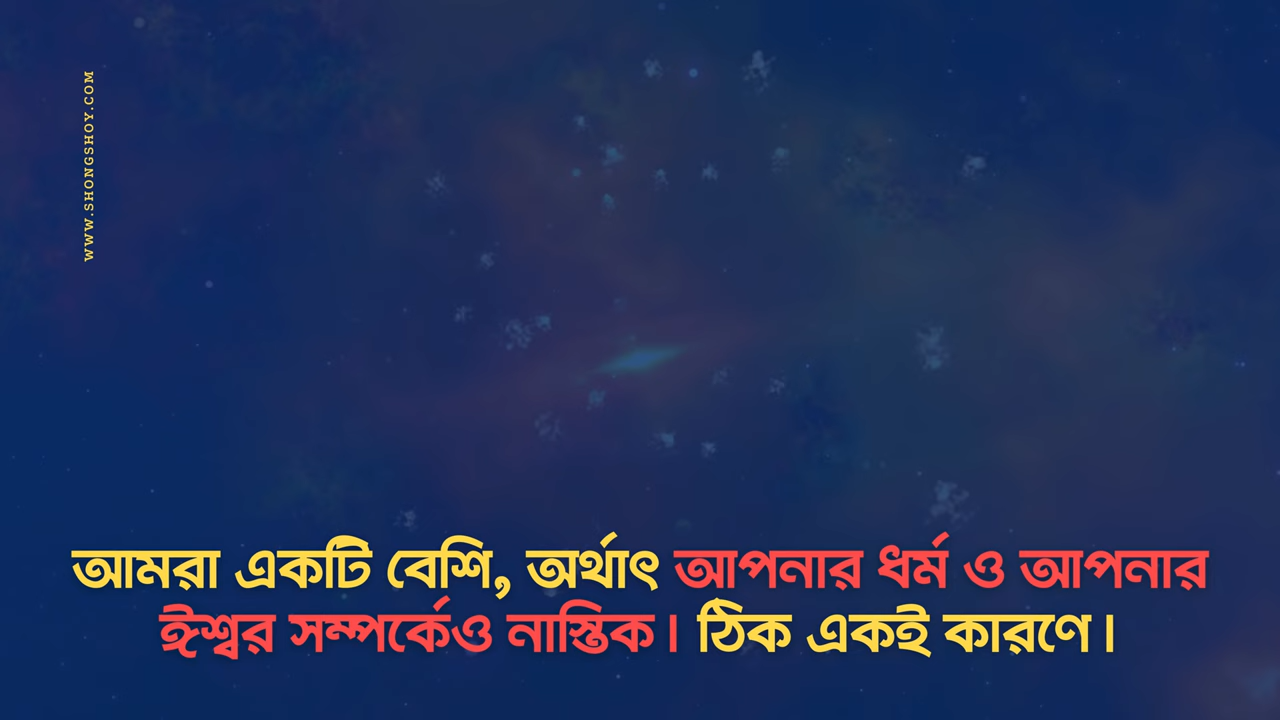 WWW.SHONGSHOY.COM
আমরা একটি বেশি, অর্থাৎ আপনার ধর্ম ও আপনার
ঈশ্বর সম্পর্কেও নাস্তিক। ঠিক একই কারণে।